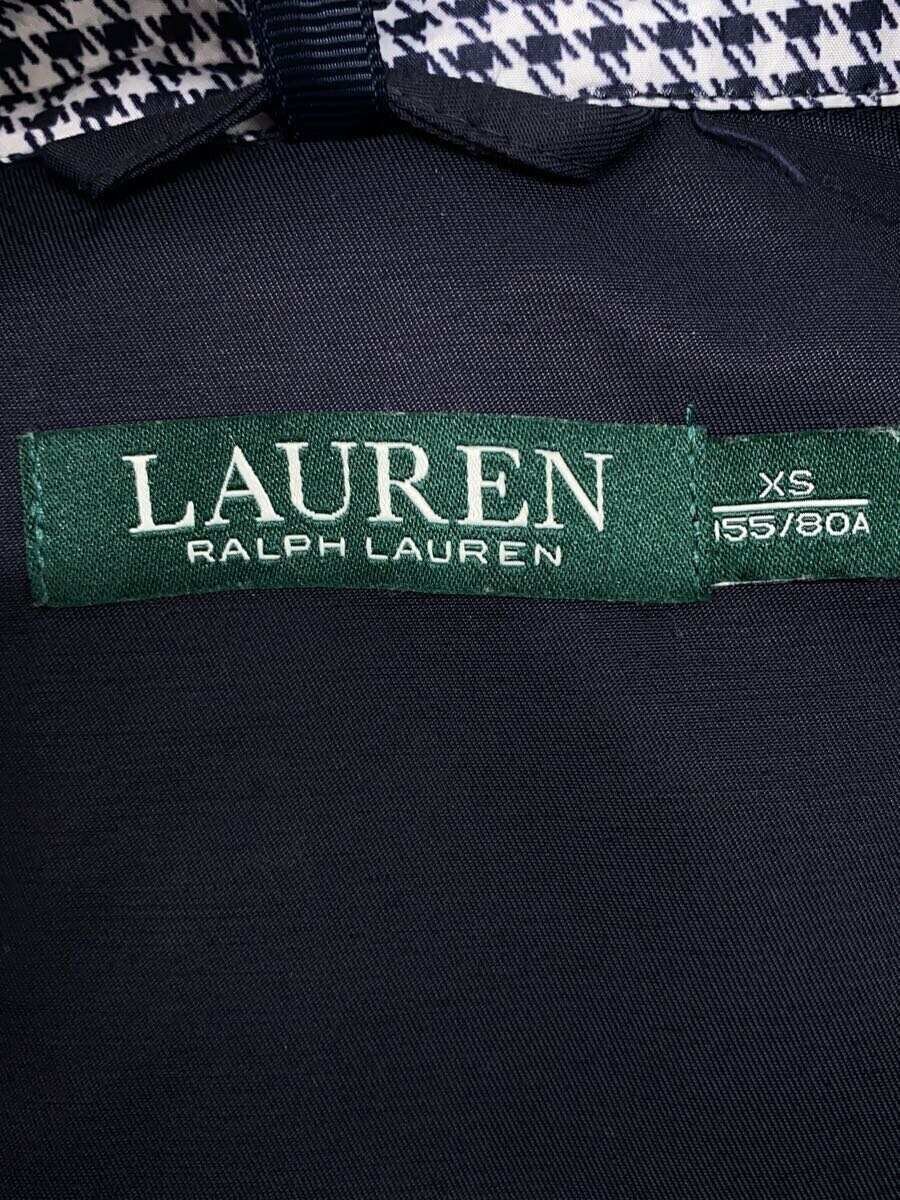 LAUREN
RALPH LAUREN
XS
155/80A